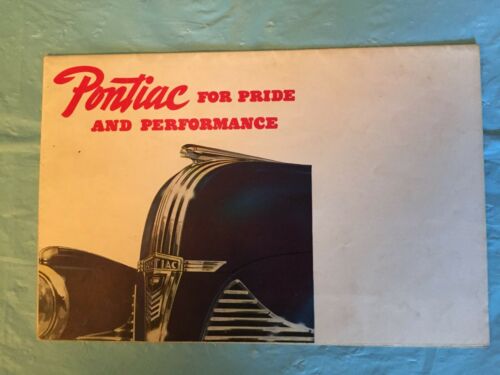 Pontiac FOR PRIDE
AND PERFORMANCE